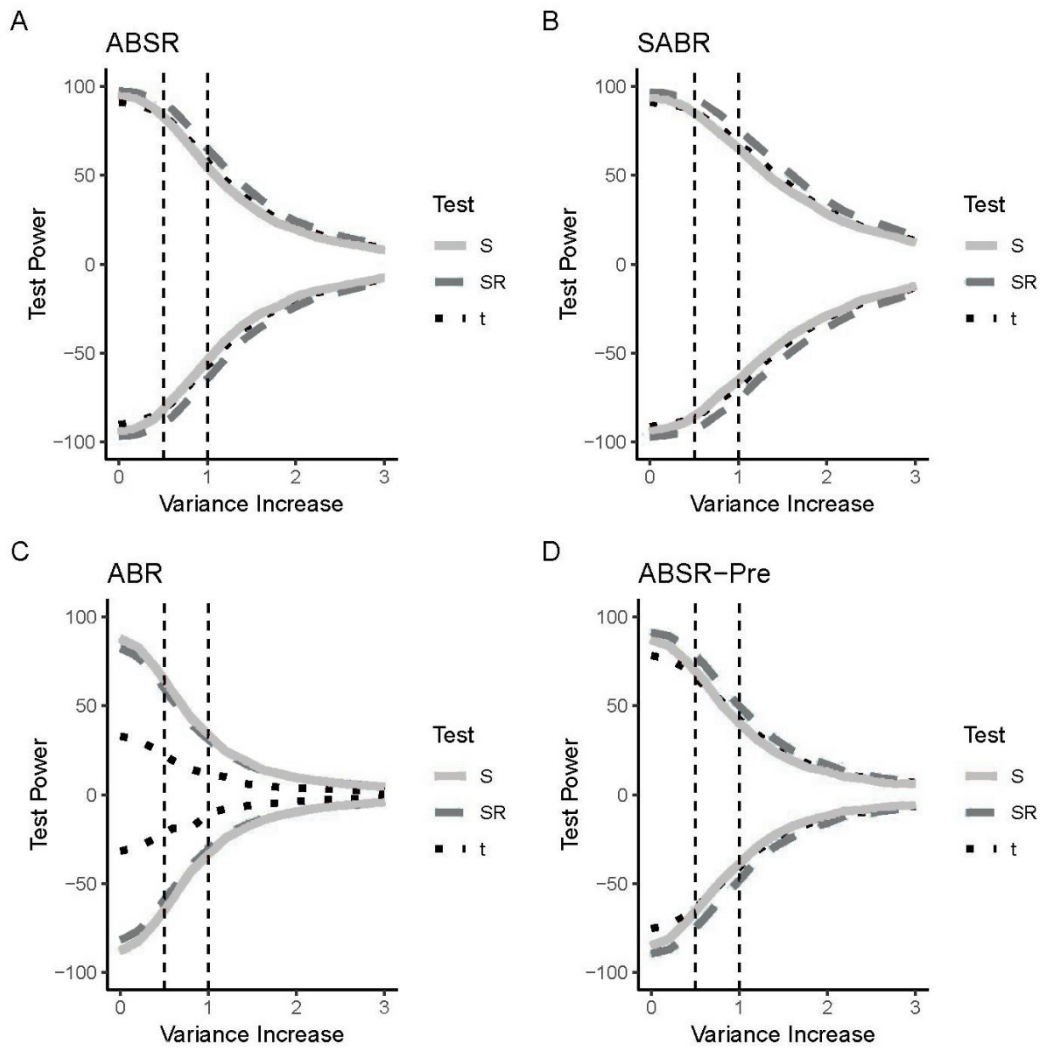 A
ABSR
100
50
0
−50
−100
Test Power
0 1 2 3
Variance Increase
Test
S
SR
t
B
SABR
100
50
0
−50
−100
Test Power
0 1 2 3
Variance Increase
Test
S
SR
t
C
ABR
100
50
0
−50
−100
Test Power
0 1 2 3
Variance Increase
Test
S
SR
t
D
ABSR−Pre
100
50
0
−50
−100
Test Power
0 1 2 3
Variance Increase
Test
S
SR
t